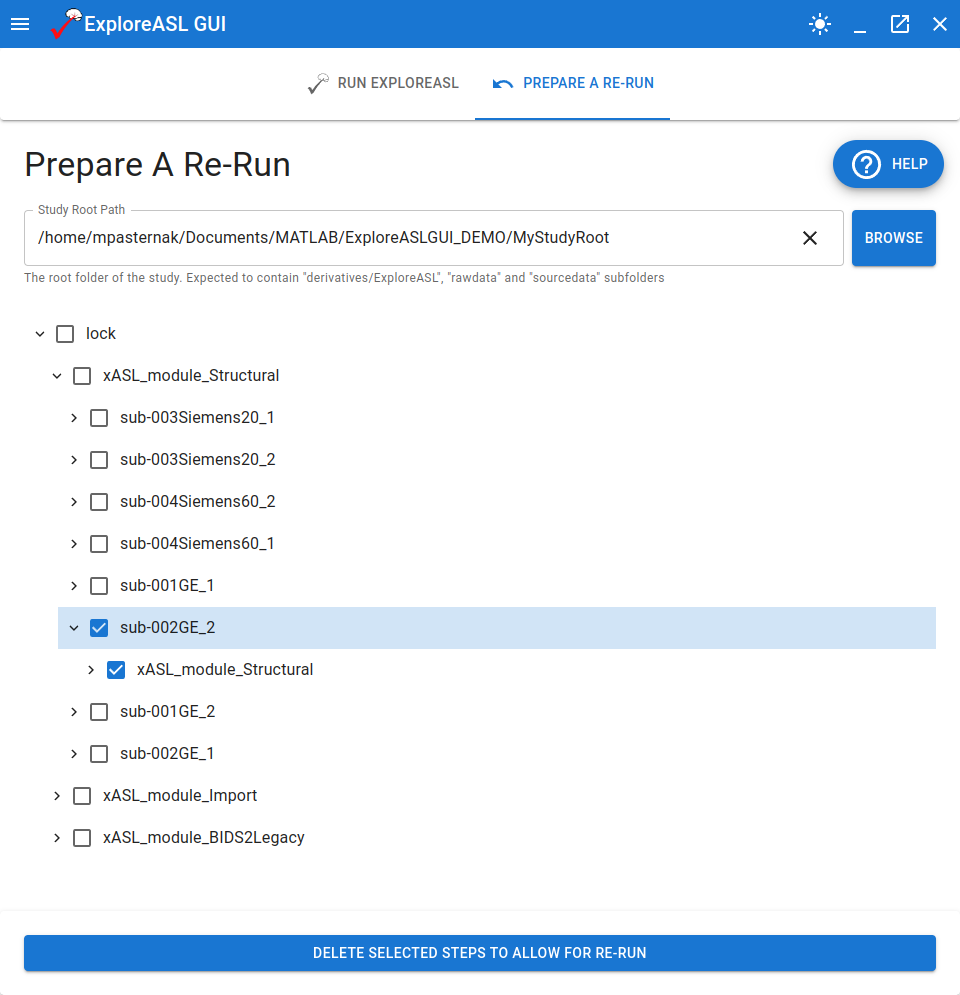 ExploreASL GUI
RUN EXPLOREASL
PREPARE A RE-RUN
Prepare A Re-Run
HELP
Study Root Path
/home/mpasternak/Documents/MATLAB/ExploreASLGUI_DEMO/MyStudyRoot
BROWSE
The root folder of the study. Expected to contain "derivatives/ExploreASL", "rawdata" and "sourcedata" subfolders
lock
xASL_module_Structural
sub-003Siemens20_1
sub-003Siemens20_2
sub-004Siemens60_2
sub-004Siemens60_1
sub-001GE_1
sub-002GE_2
xASL_module_Structural
sub-001GE_2
sub-002GE_1
xASL_module_Import
xASL_module_BIDS2Legacy
DELETE SELECTED STEPS TO ALLOW FOR RE-RUN